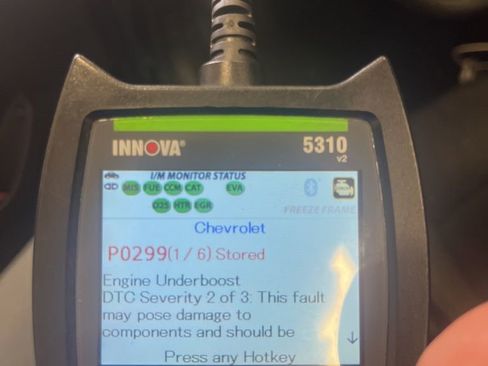 INNOVA® 5310
v2
I/M MONITOR STATUS
MIS FUE CCM CAT EVA
O2S HTR EGR
FREEZE FRAME
Chevrolet
P0299(1/6) Stored
Engine Underboost
DTC Severity 2 of 3: This fault
may pose damage to
components and should be
Press any Hotkey